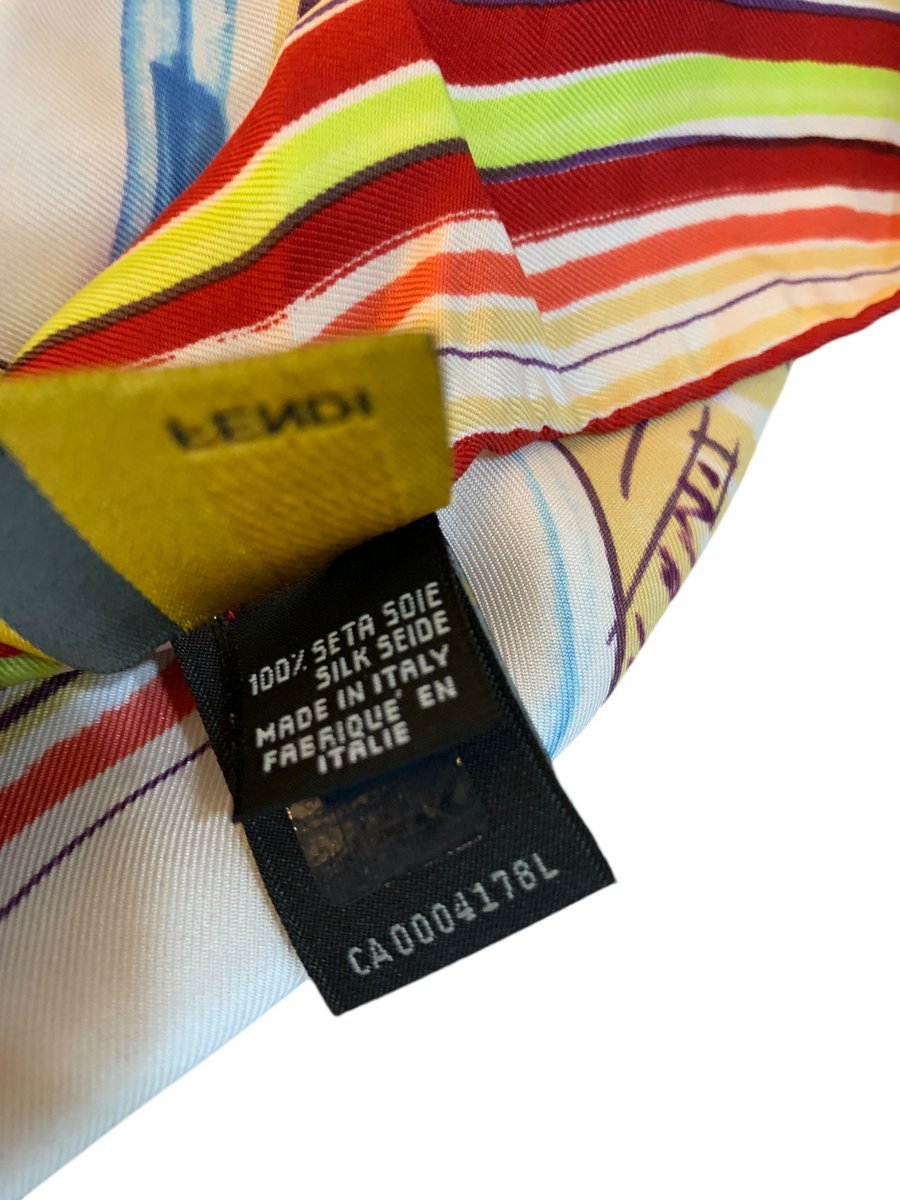 FENDI
100% SETA SOIE
SILK SEIDE
MADE IN ITALY
FABRIQUE' EN
ITALIE
CA0004178L